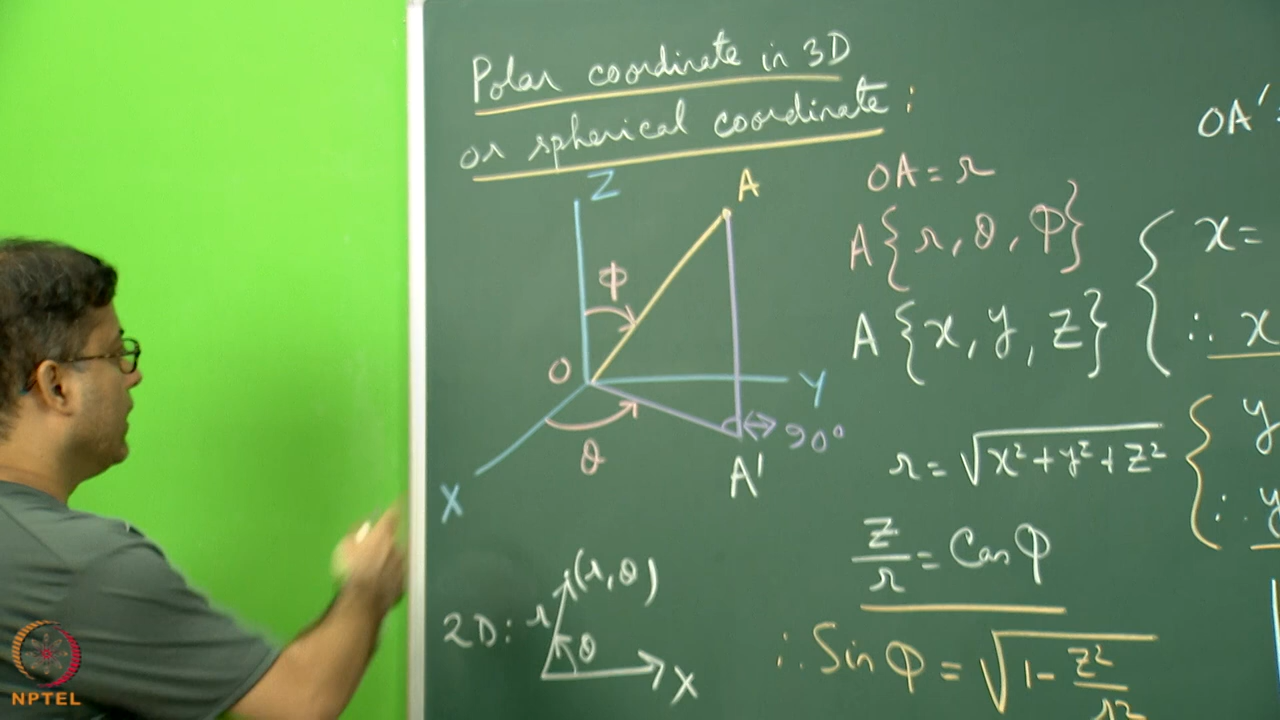 Polar coordinate in 3D
or spherical coordinate :
Z
A
OA = r
OA' =
A { r, θ, φ }
x =
φ
A { x, y, z }
∴ x
O
Y
90°
θ
A'
X
r = √x² + y² + z²
y
∴ y
z/r = Cos φ
2D :
r
(r, θ)
θ
X
∴ Sin φ = √1 - z²/r²
NPTEL